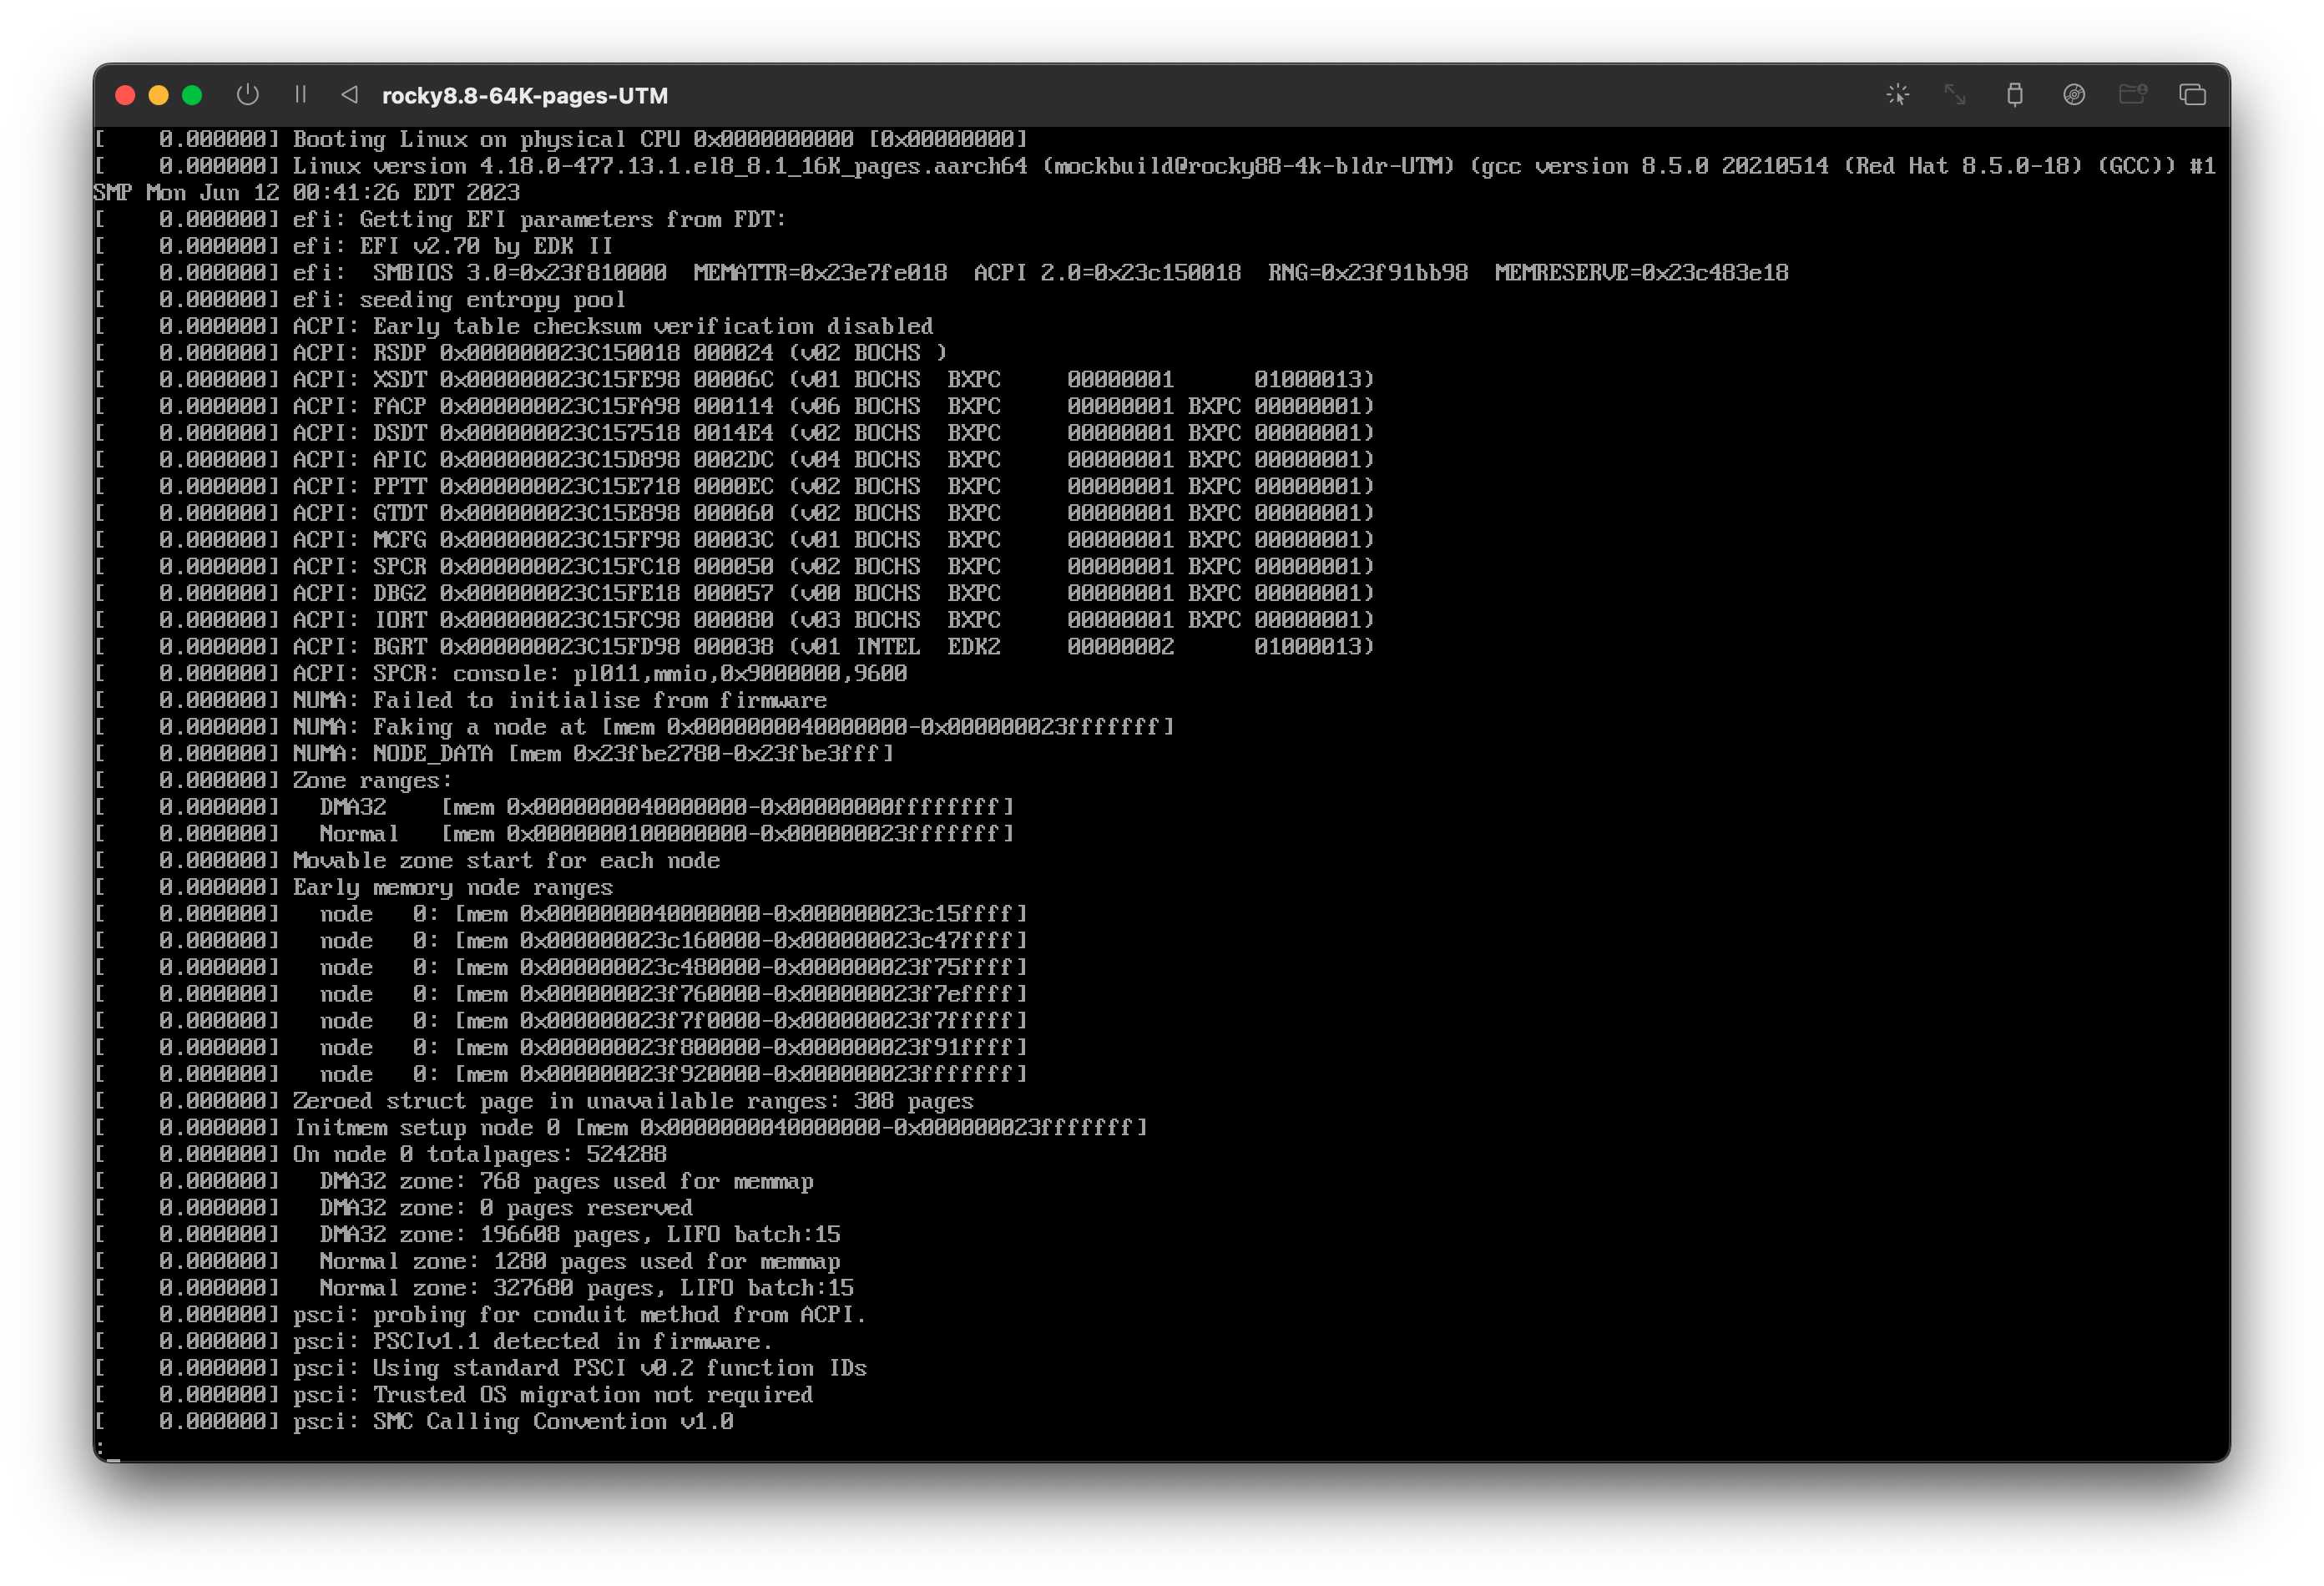 rocky8.8-64K-pages-UTM
[    0.000000] Booting Linux on physical CPU 0x0000000000 [0x00000000]
[    0.000000] Linux version 4.18.0-477.13.1.el8_8.1_16K_pages.aarch64 (mockbuild@rocky88-4k-bldr-UTM) (gcc version 8.5.0 20210514 (Red Hat 8.5.0-18) (GCC)) #1
SMP Mon Jun 12 00:41:26 EDT 2023
[    0.000000] efi: Getting EFI parameters from FDT:
[    0.000000] efi: EFI v2.70 by EDK II
[    0.000000] efi:  SMBIOS 3.0=0x23f810000  MEMATTR=0x23e7fe018  ACPI 2.0=0x23c150018  RNG=0x23f91bb98  MEMRESERVE=0x23c483e18
[    0.000000] efi: seeding entropy pool
[    0.000000] ACPI: Early table checksum verification disabled
[    0.000000] ACPI: RSDP 0x000000023C150018 000024 (v02 BOCHS )
[    0.000000] ACPI: XSDT 0x000000023C15FE98 00006C (v01 BOCHS  BXPC     00000001      01000013)
[    0.000000] ACPI: FACP 0x000000023C15FA98 000114 (v06 BOCHS  BXPC     00000001 BXPC 00000001)
[    0.000000] ACPI: DSDT 0x000000023C157518 0014E4 (v02 BOCHS  BXPC     00000001 BXPC 00000001)
[    0.000000] ACPI: APIC 0x000000023C15D898 0002DC (v04 BOCHS  BXPC     00000001 BXPC 00000001)
[    0.000000] ACPI: PPTT 0x000000023C15E718 0000EC (v02 BOCHS  BXPC     00000001 BXPC 00000001)
[    0.000000] ACPI: GTDT 0x000000023C15E898 000060 (v02 BOCHS  BXPC     00000001 BXPC 00000001)
[    0.000000] ACPI: MCFG 0x000000023C15FF98 00003C (v01 BOCHS  BXPC     00000001 BXPC 00000001)
[    0.000000] ACPI: SPCR 0x000000023C15FC18 000050 (v02 BOCHS  BXPC     00000001 BXPC 00000001)
[    0.000000] ACPI: DBG2 0x000000023C15FE18 000057 (v00 BOCHS  BXPC     00000001 BXPC 00000001)
[    0.000000] ACPI: IORT 0x000000023C15FC98 000080 (v03 BOCHS  BXPC     00000001 BXPC 00000001)
[    0.000000] ACPI: BGRT 0x000000023C15FD98 000038 (v01 INTEL  EDK2     00000002      01000013)
[    0.000000] ACPI: SPCR: console: pl011,mmio,0x9000000,9600
[    0.000000] NUMA: Failed to initialise from firmware
[    0.000000] NUMA: Faking a node at [mem 0x0000000040000000-0x000000023fffffff]
[    0.000000] NUMA: NODE_DATA [mem 0x23fbe2780-0x23fbe3fff]
[    0.000000] Zone ranges:
[    0.000000]   DMA32    [mem 0x0000000040000000-0x00000000ffffffff]
[    0.000000]   Normal   [mem 0x0000000100000000-0x000000023fffffff]
[    0.000000] Movable zone start for each node
[    0.000000] Early memory node ranges
[    0.000000]   node   0: [mem 0x0000000040000000-0x000000023c15ffff]
[    0.000000]   node   0: [mem 0x000000023c160000-0x000000023c47ffff]
[    0.000000]   node   0: [mem 0x000000023c480000-0x000000023f75ffff]
[    0.000000]   node   0: [mem 0x000000023f760000-0x000000023f7effff]
[    0.000000]   node   0: [mem 0x000000023f7f0000-0x000000023f7fffff]
[    0.000000]   node   0: [mem 0x000000023f800000-0x000000023f91ffff]
[    0.000000]   node   0: [mem 0x000000023f920000-0x000000023fffffff]
[    0.000000] Zeroed struct page in unavailable ranges: 308 pages
[    0.000000] Initmem setup node 0 [mem 0x0000000040000000-0x000000023fffffff]
[    0.000000] On node 0 totalpages: 524288
[    0.000000]   DMA32 zone: 768 pages used for memmap
[    0.000000]   DMA32 zone: 0 pages reserved
[    0.000000]   DMA32 zone: 196608 pages, LIFO batch:15
[    0.000000]   Normal zone: 1280 pages used for memmap
[    0.000000]   Normal zone: 327680 pages, LIFO batch:15
[    0.000000] psci: probing for conduit method from ACPI.
[    0.000000] psci: PSCIv1.1 detected in firmware.
[    0.000000] psci: Using standard PSCI v0.2 function IDs
[    0.000000] psci: Trusted OS migration not required
[    0.000000] psci: SMC Calling Convention v1.0
:_